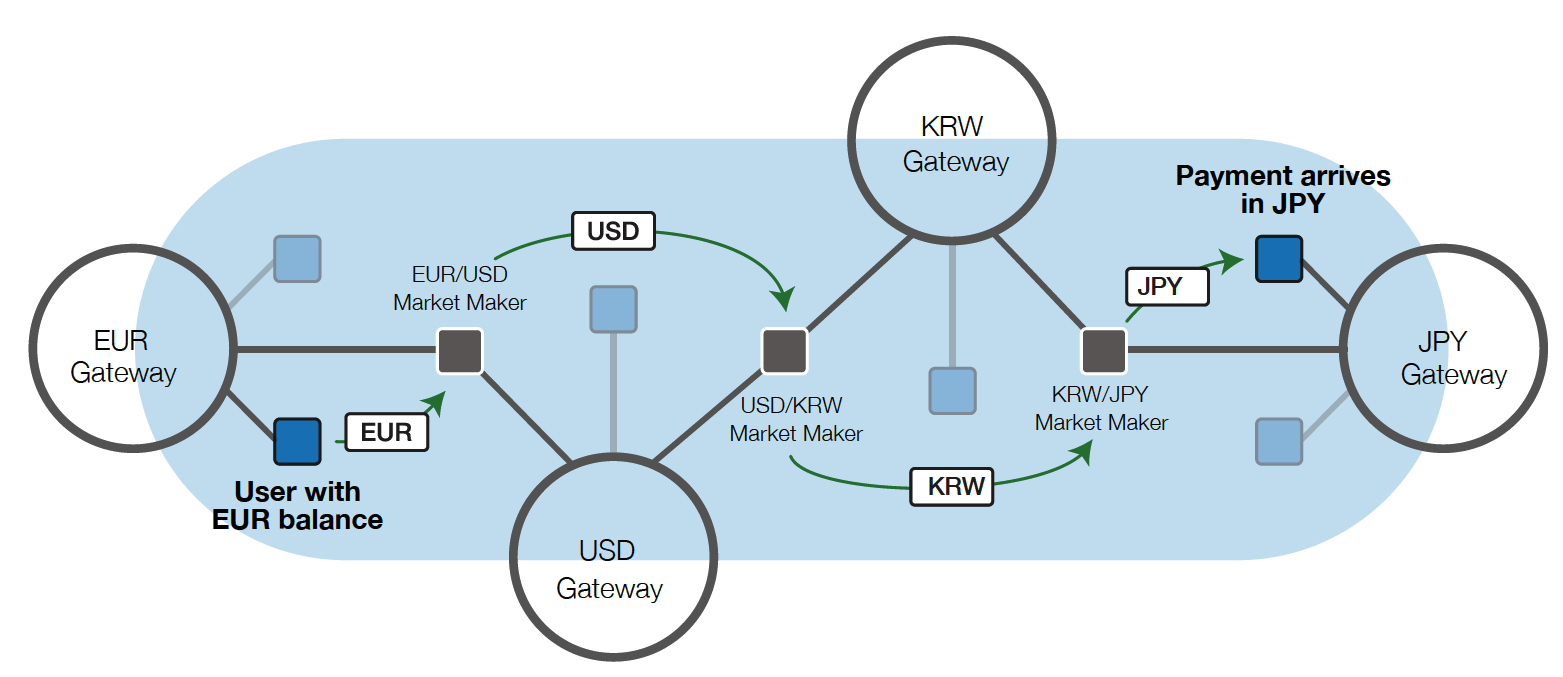 EUR
Gateway
User with
EUR balance
EUR
EUR/USD
Market Maker
USD
USD
Gateway
USD/KRW
Market Maker
KRW
Gateway
KRW
KRW/JPY
Market Maker
JPY
Payment arrives
in JPY
JPY
Gateway